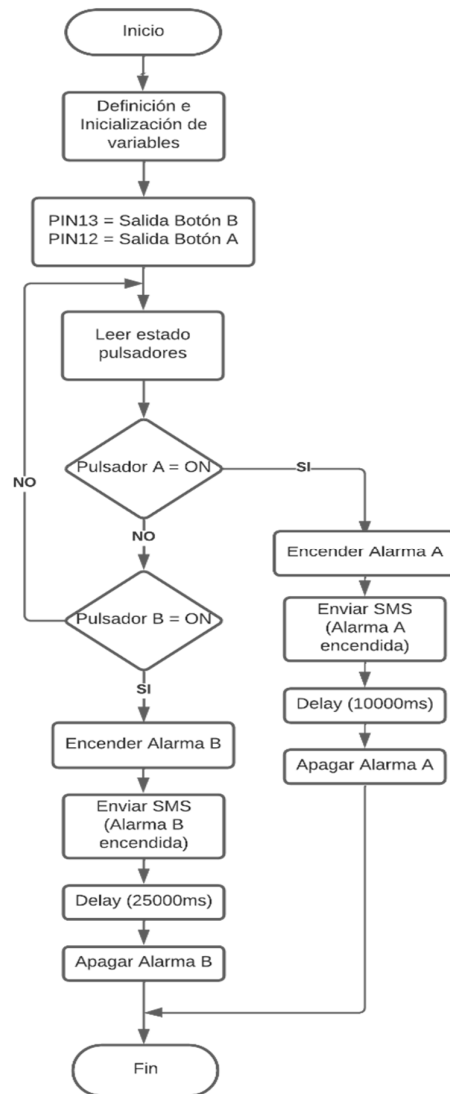 Inicio
Definición e
Inicialización de
variables
PIN13 = Salida Botón B
PIN12 = Salida Botón A
Leer estado
pulsadores
Pulsador A = ON
SI
NO
NO
Encender Alarma A
Pulsador B = ON
Enviar SMS
(Alarma A
encendida)
SI
Delay (10000ms)
Encender Alarma B
Apagar Alarma A
Enviar SMS
(Alarma B
encendida)
Delay (25000ms)
Apagar Alarma B
Fin